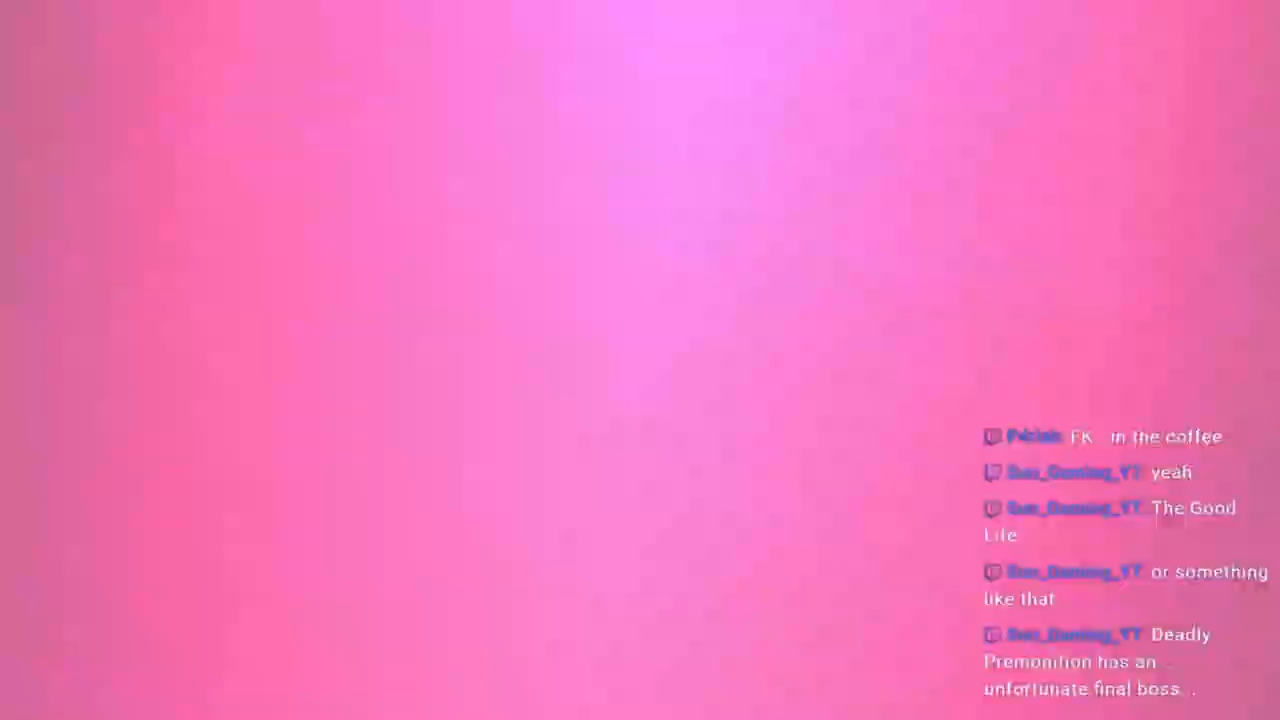 FK in the coffee
yeah
The Good
Life
or something
like that
Deadly
Premonition has an
unfortunate final boss...